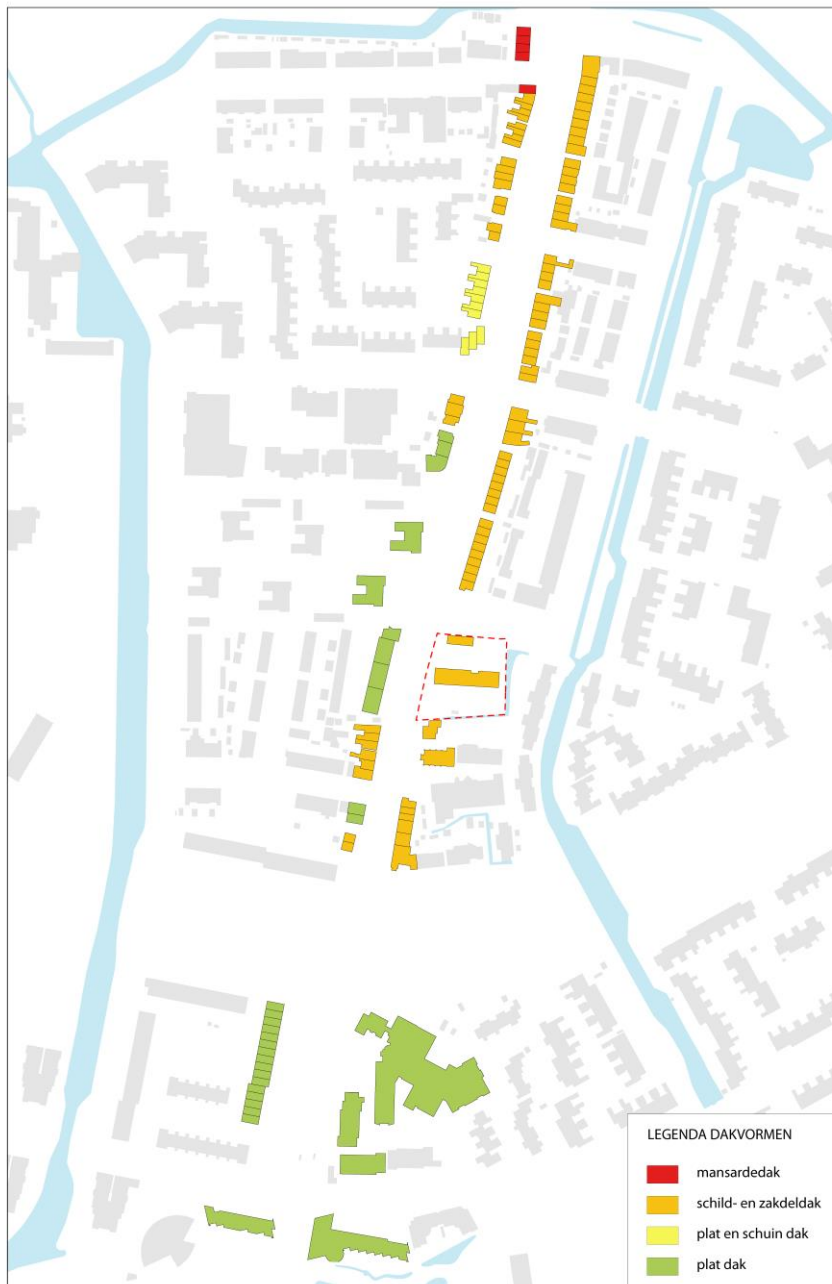 LEGENDA DAKVORMEN
mansardedak
schild- en zakdeldak
plat en schuin dak
plat dak